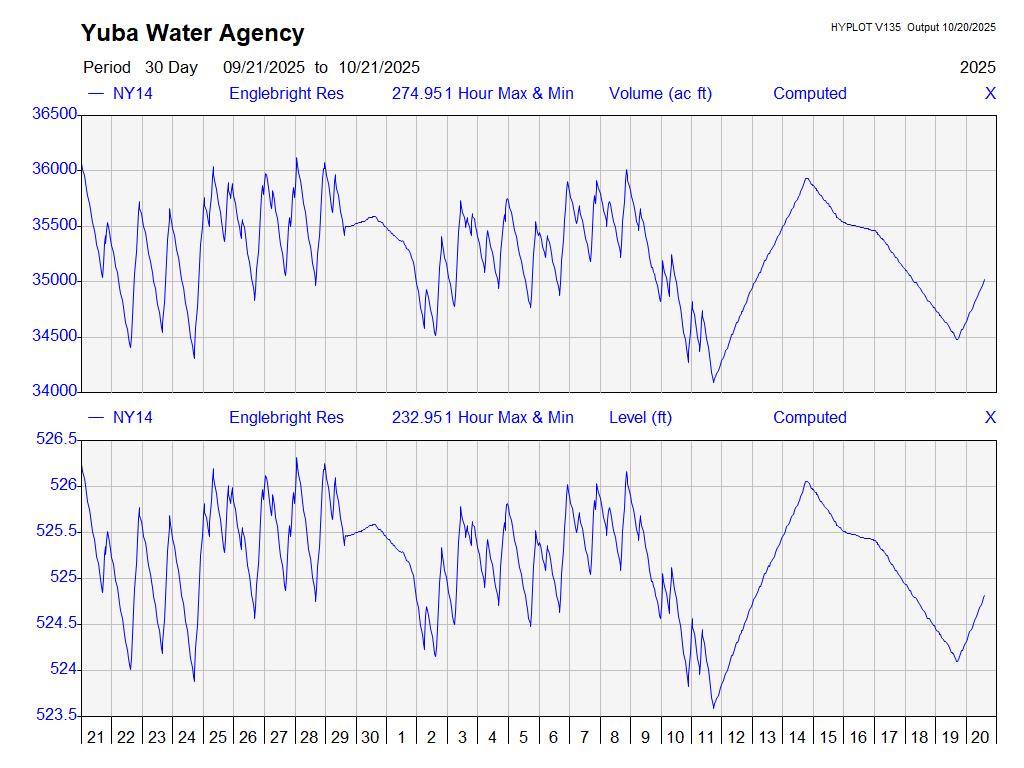 Yuba Water Agency
HYPLOT V135 Output 10/20/2025
Period 30 Day 09/21/2025 to 10/21/2025
2025
NY14 Englebright Res 274.95 1 Hour Max & Min Volume (ac ft) Computed X
36500
36000
35500
35000
34500
34000
NY14 Englebright Res 232.95 1 Hour Max & Min Level (ft) Computed X
526.5
526
525.5
525
524.5
524
523.5
21 22 23 24 25 26 27 28 29 30 1 2 3 4 5 6 7 8 9 10 11 12 13 14 15 16 17 18 19 20